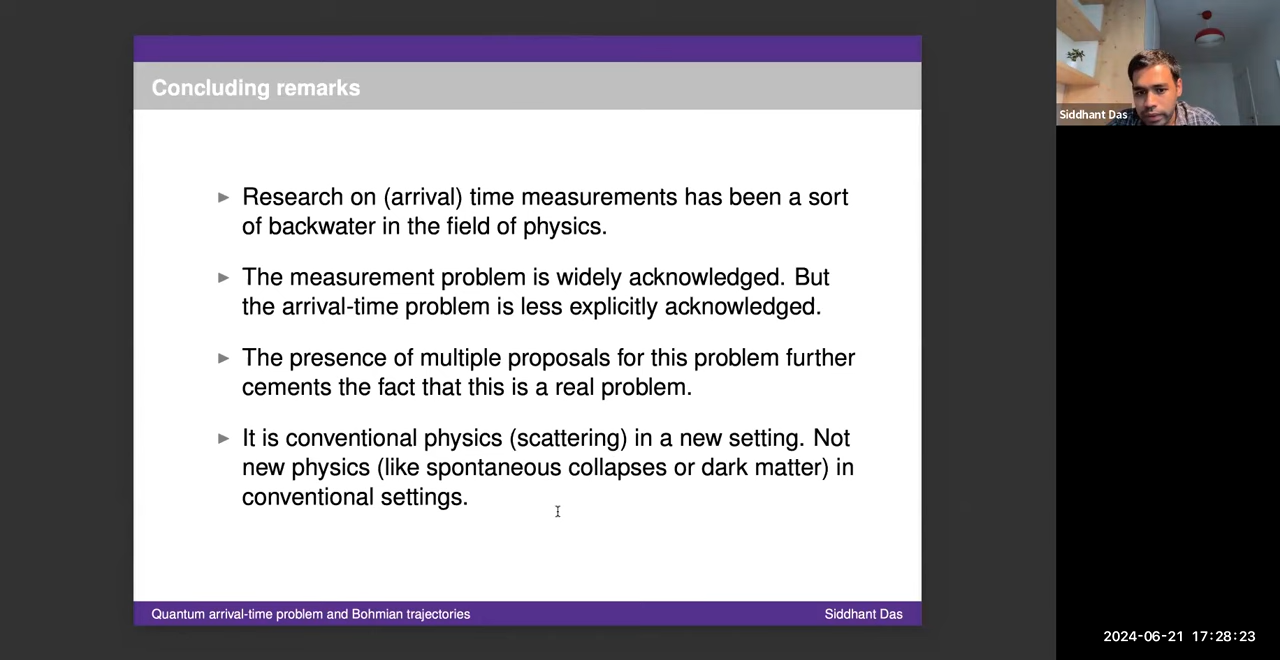 Concluding remarks
Siddhant Das
Research on (arrival) time measurements has been a sort
of backwater in the field of physics.
The measurement problem is widely acknowledged. But
the arrival-time problem is less explicitly acknowledged.
The presence of multiple proposals for this problem further
cements the fact that this is a real problem.
It is conventional physics (scattering) in a new setting. Not
new physics (like spontaneous collapses or dark matter) in
conventional settings.
Quantum arrival-time problem and Bohmian trajectories
Siddhant Das
2024-06-21 17:28:23